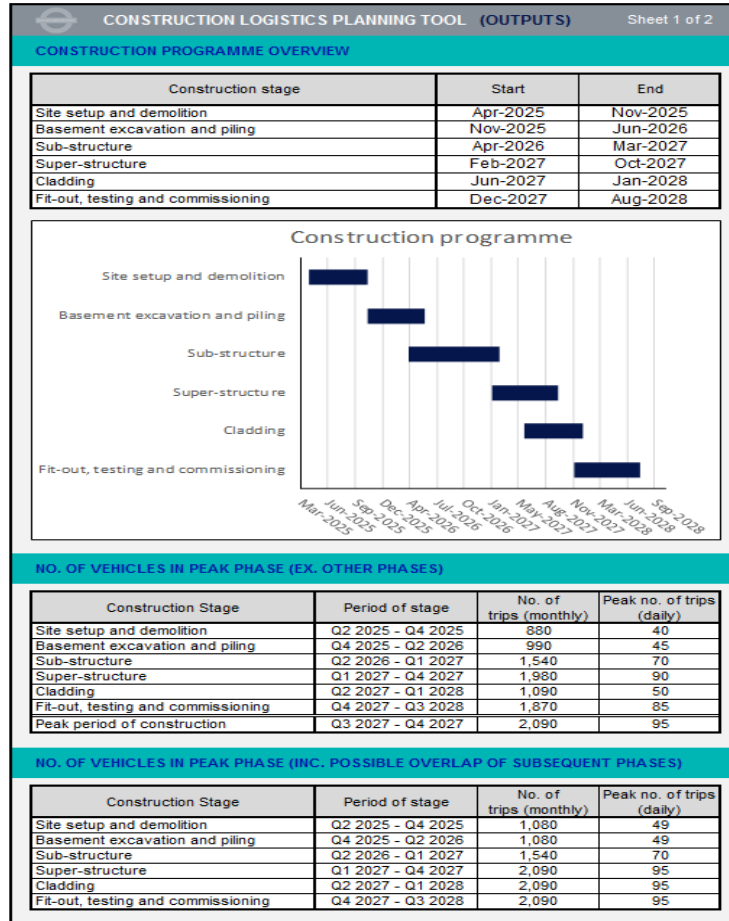 CONSTRUCTION LOGISTICS PLANNING TOOL (OUTPUTS) Sheet 1 of 2
CONSTRUCTION PROGRAMME OVERVIEW
Construction stage Start End
Site setup and demolition Apr-2025 Nov-2025
Basement excavation and piling Nov-2025 Jun-2026
Sub-structure Apr-2026 Mar-2027
Super-structure Feb-2027 Oct-2027
Cladding Jun-2027 Jan-2028
Fit-out, testing and commissioning Dec-2027 Aug-2028
Construction programme
Site setup and demolition
Basement excavation and piling
Sub-structure
Super-structure
Cladding
Fit-out, testing and commissioning
Mar-2025 Jun-2025 Sep-2025 Dec-2025 Apr-2026 Jul-2026 Oct-2026 Jan-2027 May-2027 Aug-2027 Nov-2027 Mar-2028 Jun-2028 Sep-2028
NO. OF VEHICLES IN PEAK PHASE (EX. OTHER PHASES)
Construction Stage Period of stage No. of trips (monthly) Peak no. of trips (daily)
Site setup and demolition Q2 2025 - Q4 2025 880 40
Basement excavation and piling Q4 2025 - Q2 2026 990 45
Sub-structure Q2 2026 - Q1 2027 1,540 70
Super-structure Q1 2027 - Q4 2027 1,980 90
Cladding Q2 2027 - Q1 2028 1,090 50
Fit-out, testing and commissioning Q4 2027 - Q3 2028 1,870 85
Peak period of construction Q3 2027 - Q4 2027 2,090 95
NO. OF VEHICLES IN PEAK PHASE (INC. POSSIBLE OVERLAP OF SUBSEQUENT PHASES)
Construction Stage Period of stage No. of trips (monthly) Peak no. of trips (daily)
Site setup and demolition Q2 2025 - Q4 2025 1,080 49
Basement excavation and piling Q4 2025 - Q2 2026 1,080 49
Sub-structure Q2 2026 - Q1 2027 1,540 70
Super-structure Q1 2027 - Q4 2027 2,090 95
Cladding Q2 2027 - Q1 2028 2,090 95
Fit-out, testing and commissioning Q4 2027 - Q3 2028 2,090 95